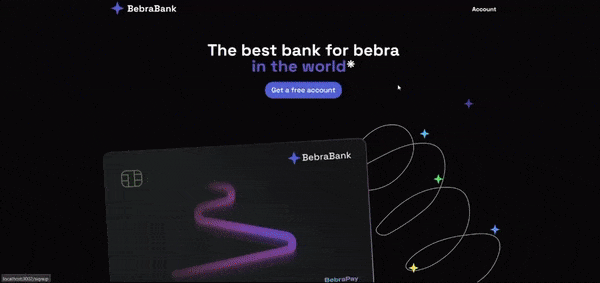 BebraBank
Account
The best bank for bebra
in the world*
Get a free account
BebraBank
BebraPay
localhost:3002/signup